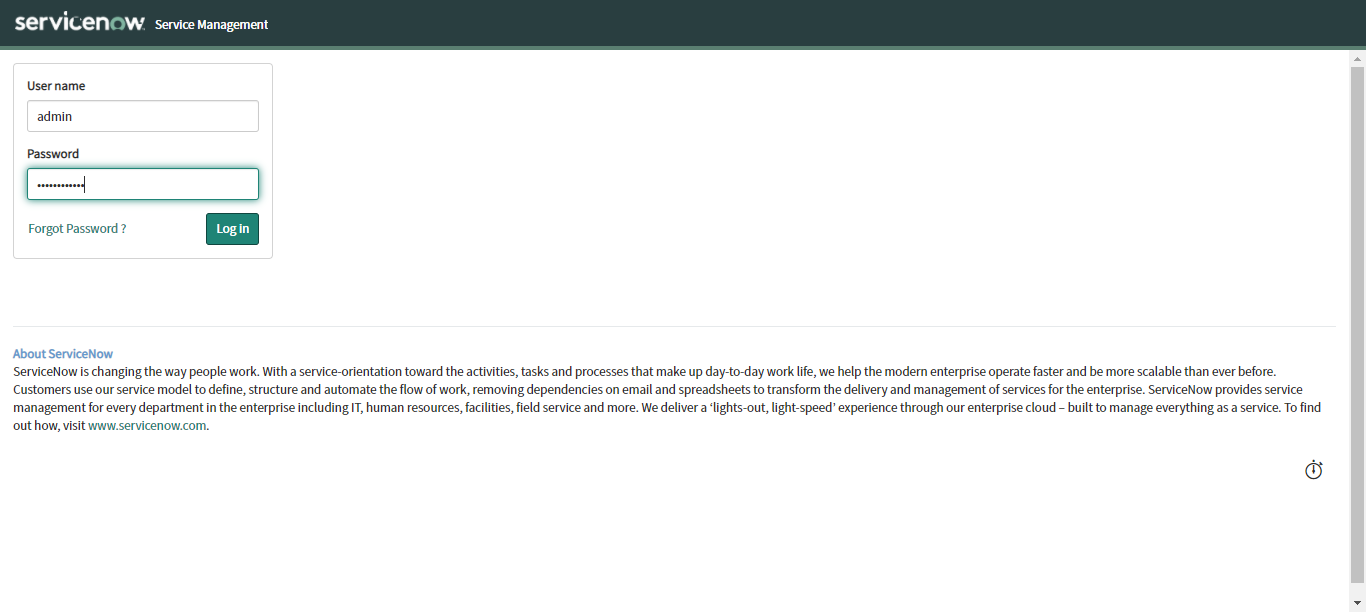 servicenow. Service Management
User name
admin
Password
••••••••••••
Forgot Password ?
Log in
About ServiceNow
ServiceNow is changing the way people work. With a service-orientation toward the activities, tasks and processes that make up day-to-day work life, we help the modern enterprise operate faster and be more scalable than ever before.
Customers use our service model to define, structure and automate the flow of work, removing dependencies on email and spreadsheets to transform the delivery and management of services for the enterprise. ServiceNow provides service
management for every department in the enterprise including IT, human resources, facilities, field service and more. We deliver a ‘lights-out, light-speed’ experience through our enterprise cloud – built to manage everything as a service. To find
out how, visit www.servicenow.com.